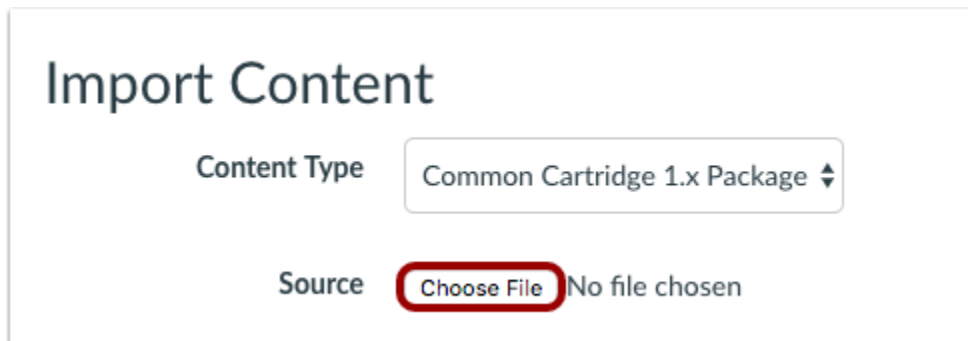 Import Content
Content Type Common Cartridge 1.x Package
Source Choose File No file chosen